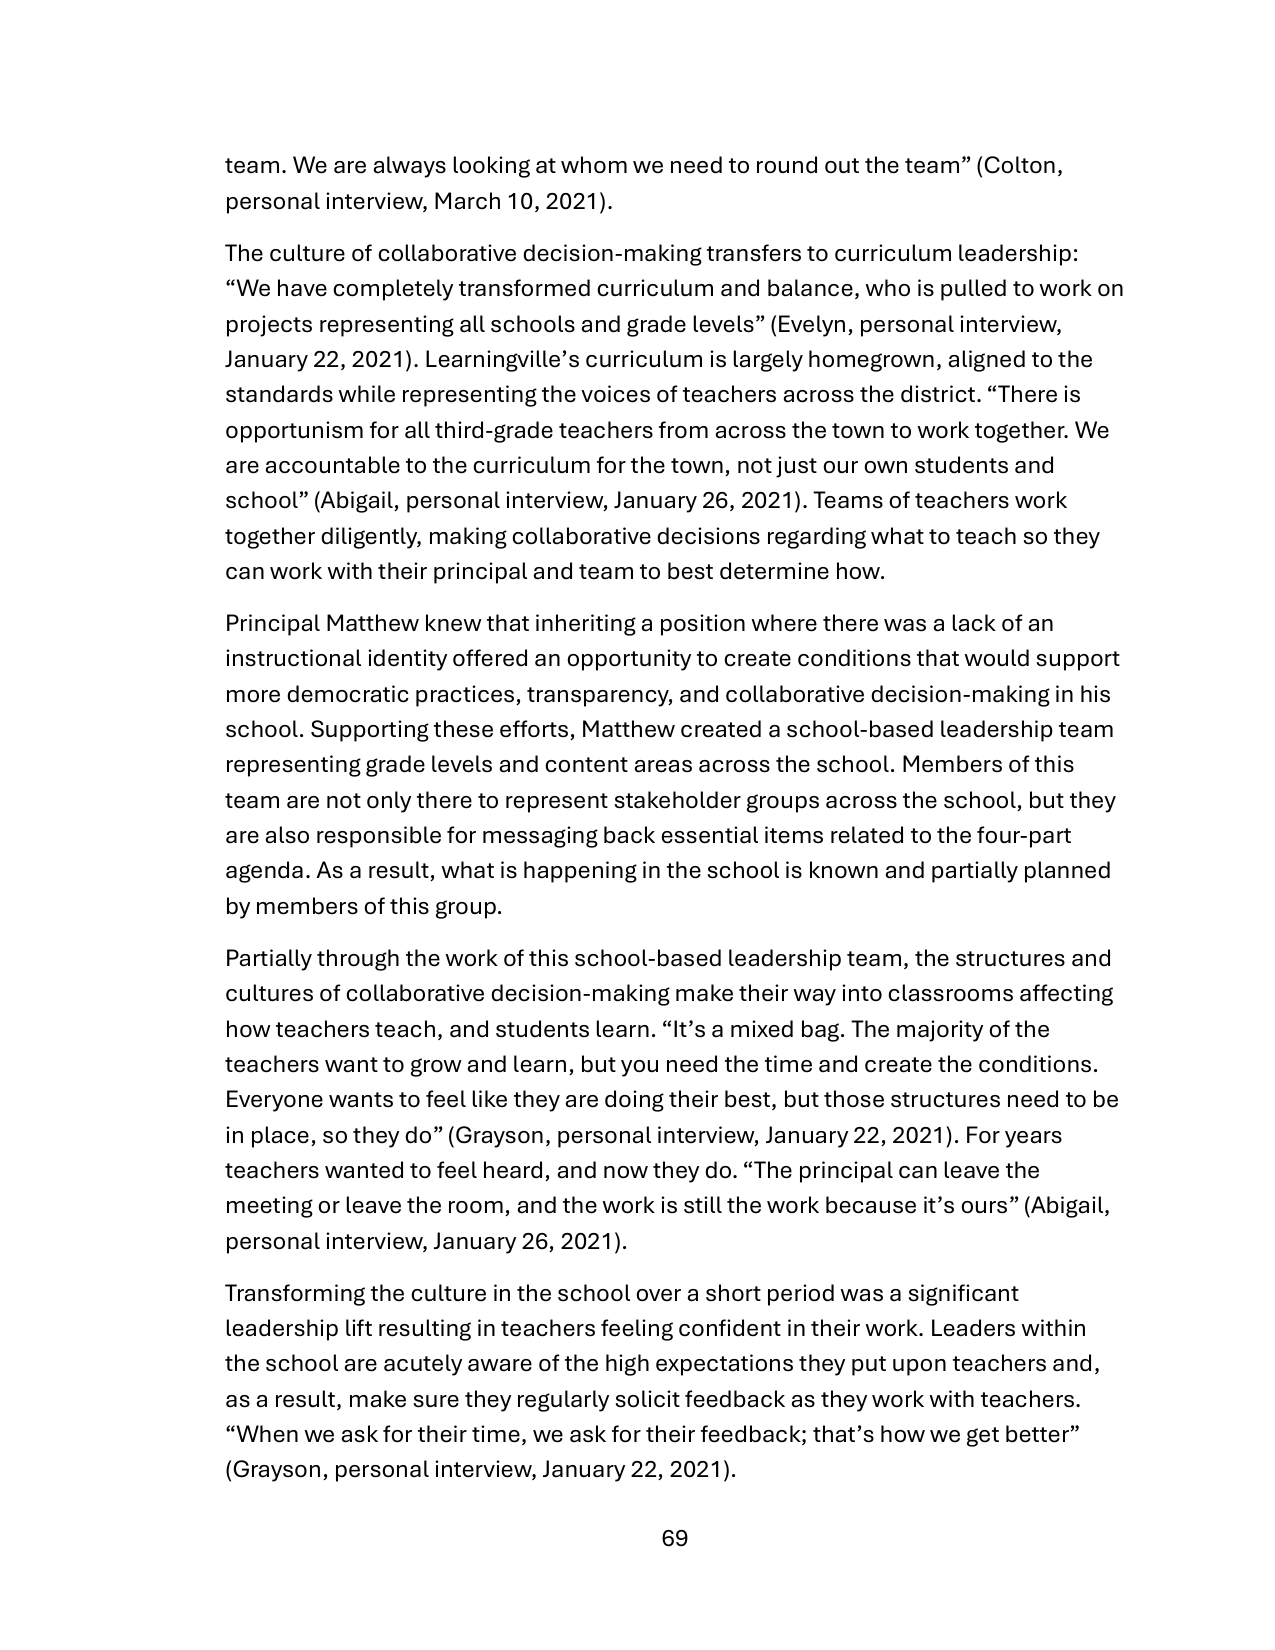 team. We are always looking at whom we need to round out the team” (Colton,
personal interview, March 10, 2021).
The culture of collaborative decision-making transfers to curriculum leadership:
“We have completely transformed curriculum and balance, who is pulled to work on
projects representing all schools and grade levels” (Evelyn, personal interview,
January 22, 2021). Learningville’s curriculum is largely homegrown, aligned to the
standards while representing the voices of teachers across the district. “There is
opportunism for all third-grade teachers from across the town to work together. We
are accountable to the curriculum for the town, not just our own students and
school” (Abigail, personal interview, January 26, 2021). Teams of teachers work
together diligently, making collaborative decisions regarding what to teach so they
can work with their principal and team to best determine how.
Principal Matthew knew that inheriting a position where there was a lack of an
instructional identity offered an opportunity to create conditions that would support
more democratic practices, transparency, and collaborative decision-making in his
school. Supporting these efforts, Matthew created a school-based leadership team
representing grade levels and content areas across the school. Members of this
team are not only there to represent stakeholder groups across the school, but they
are also responsible for messaging back essential items related to the four-part
agenda. As a result, what is happening in the school is known and partially planned
by members of this group.
Partially through the work of this school-based leadership team, the structures and
cultures of collaborative decision-making make their way into classrooms affecting
how teachers teach, and students learn. “It’s a mixed bag. The majority of the
teachers want to grow and learn, but you need the time and create the conditions.
Everyone wants to feel like they are doing their best, but those structures need to be
in place, so they do” (Grayson, personal interview, January 22, 2021). For years
teachers wanted to feel heard, and now they do. “The principal can leave the
meeting or leave the room, and the work is still the work because it’s ours” (Abigail,
personal interview, January 26, 2021).
Transforming the culture in the school over a short period was a significant
leadership lift resulting in teachers feeling confident in their work. Leaders within
the school are acutely aware of the high expectations they put upon teachers and,
as a result, make sure they regularly solicit feedback as they work with teachers.
“When we ask for their time, we ask for their feedback; that’s how we get better”
(Grayson, personal interview, January 22, 2021).
69